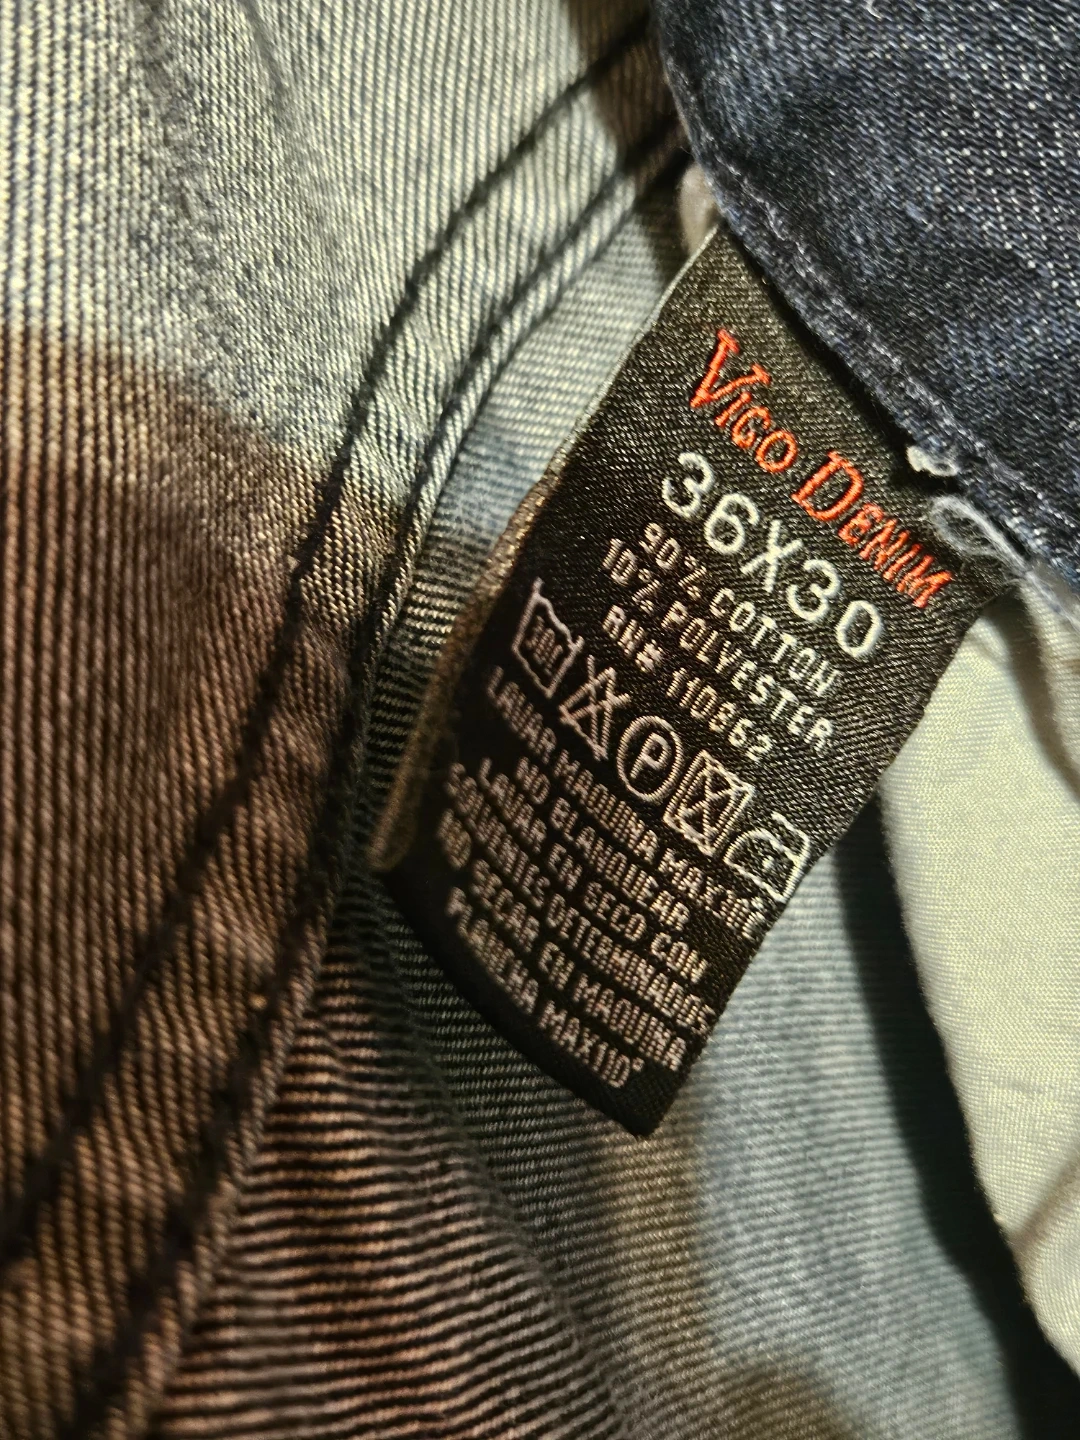 VIGO DENIM
36X30
90% COTTON
10% POLYESTER
RN# 110862
P
LAVAR MAQUINA MAX
NO BLANQUEAR
LAVAR EN SECO CON
SOLVENTES DETERMINADOS
NO SECAR EN MAQUINA
PLANCHA MAX110°